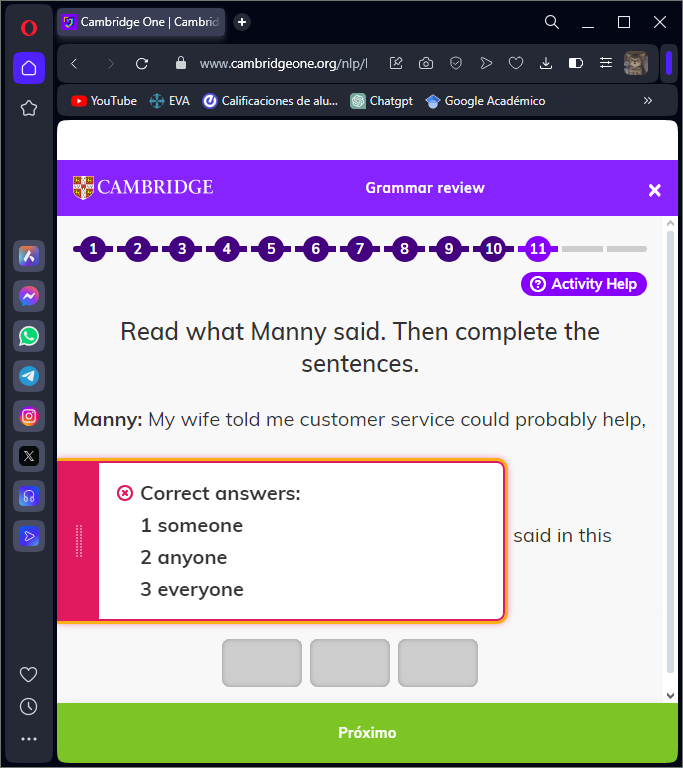 Cambridge One | Cambrid
www.cambridgeone.org/nlp/l
YouTube
EVA
Calificaciones de alu...
Chatgpt
Google Académico
»
CAMBRIDGE
Grammar review
1 2 3 4 5 6 7 8 9 10 11
Activity Help
Read what Manny said. Then complete the
sentences.
Manny: My wife told me customer service could probably help,
Correct answers:
1 someone
2 anyone
3 everyone
said in this
Próximo